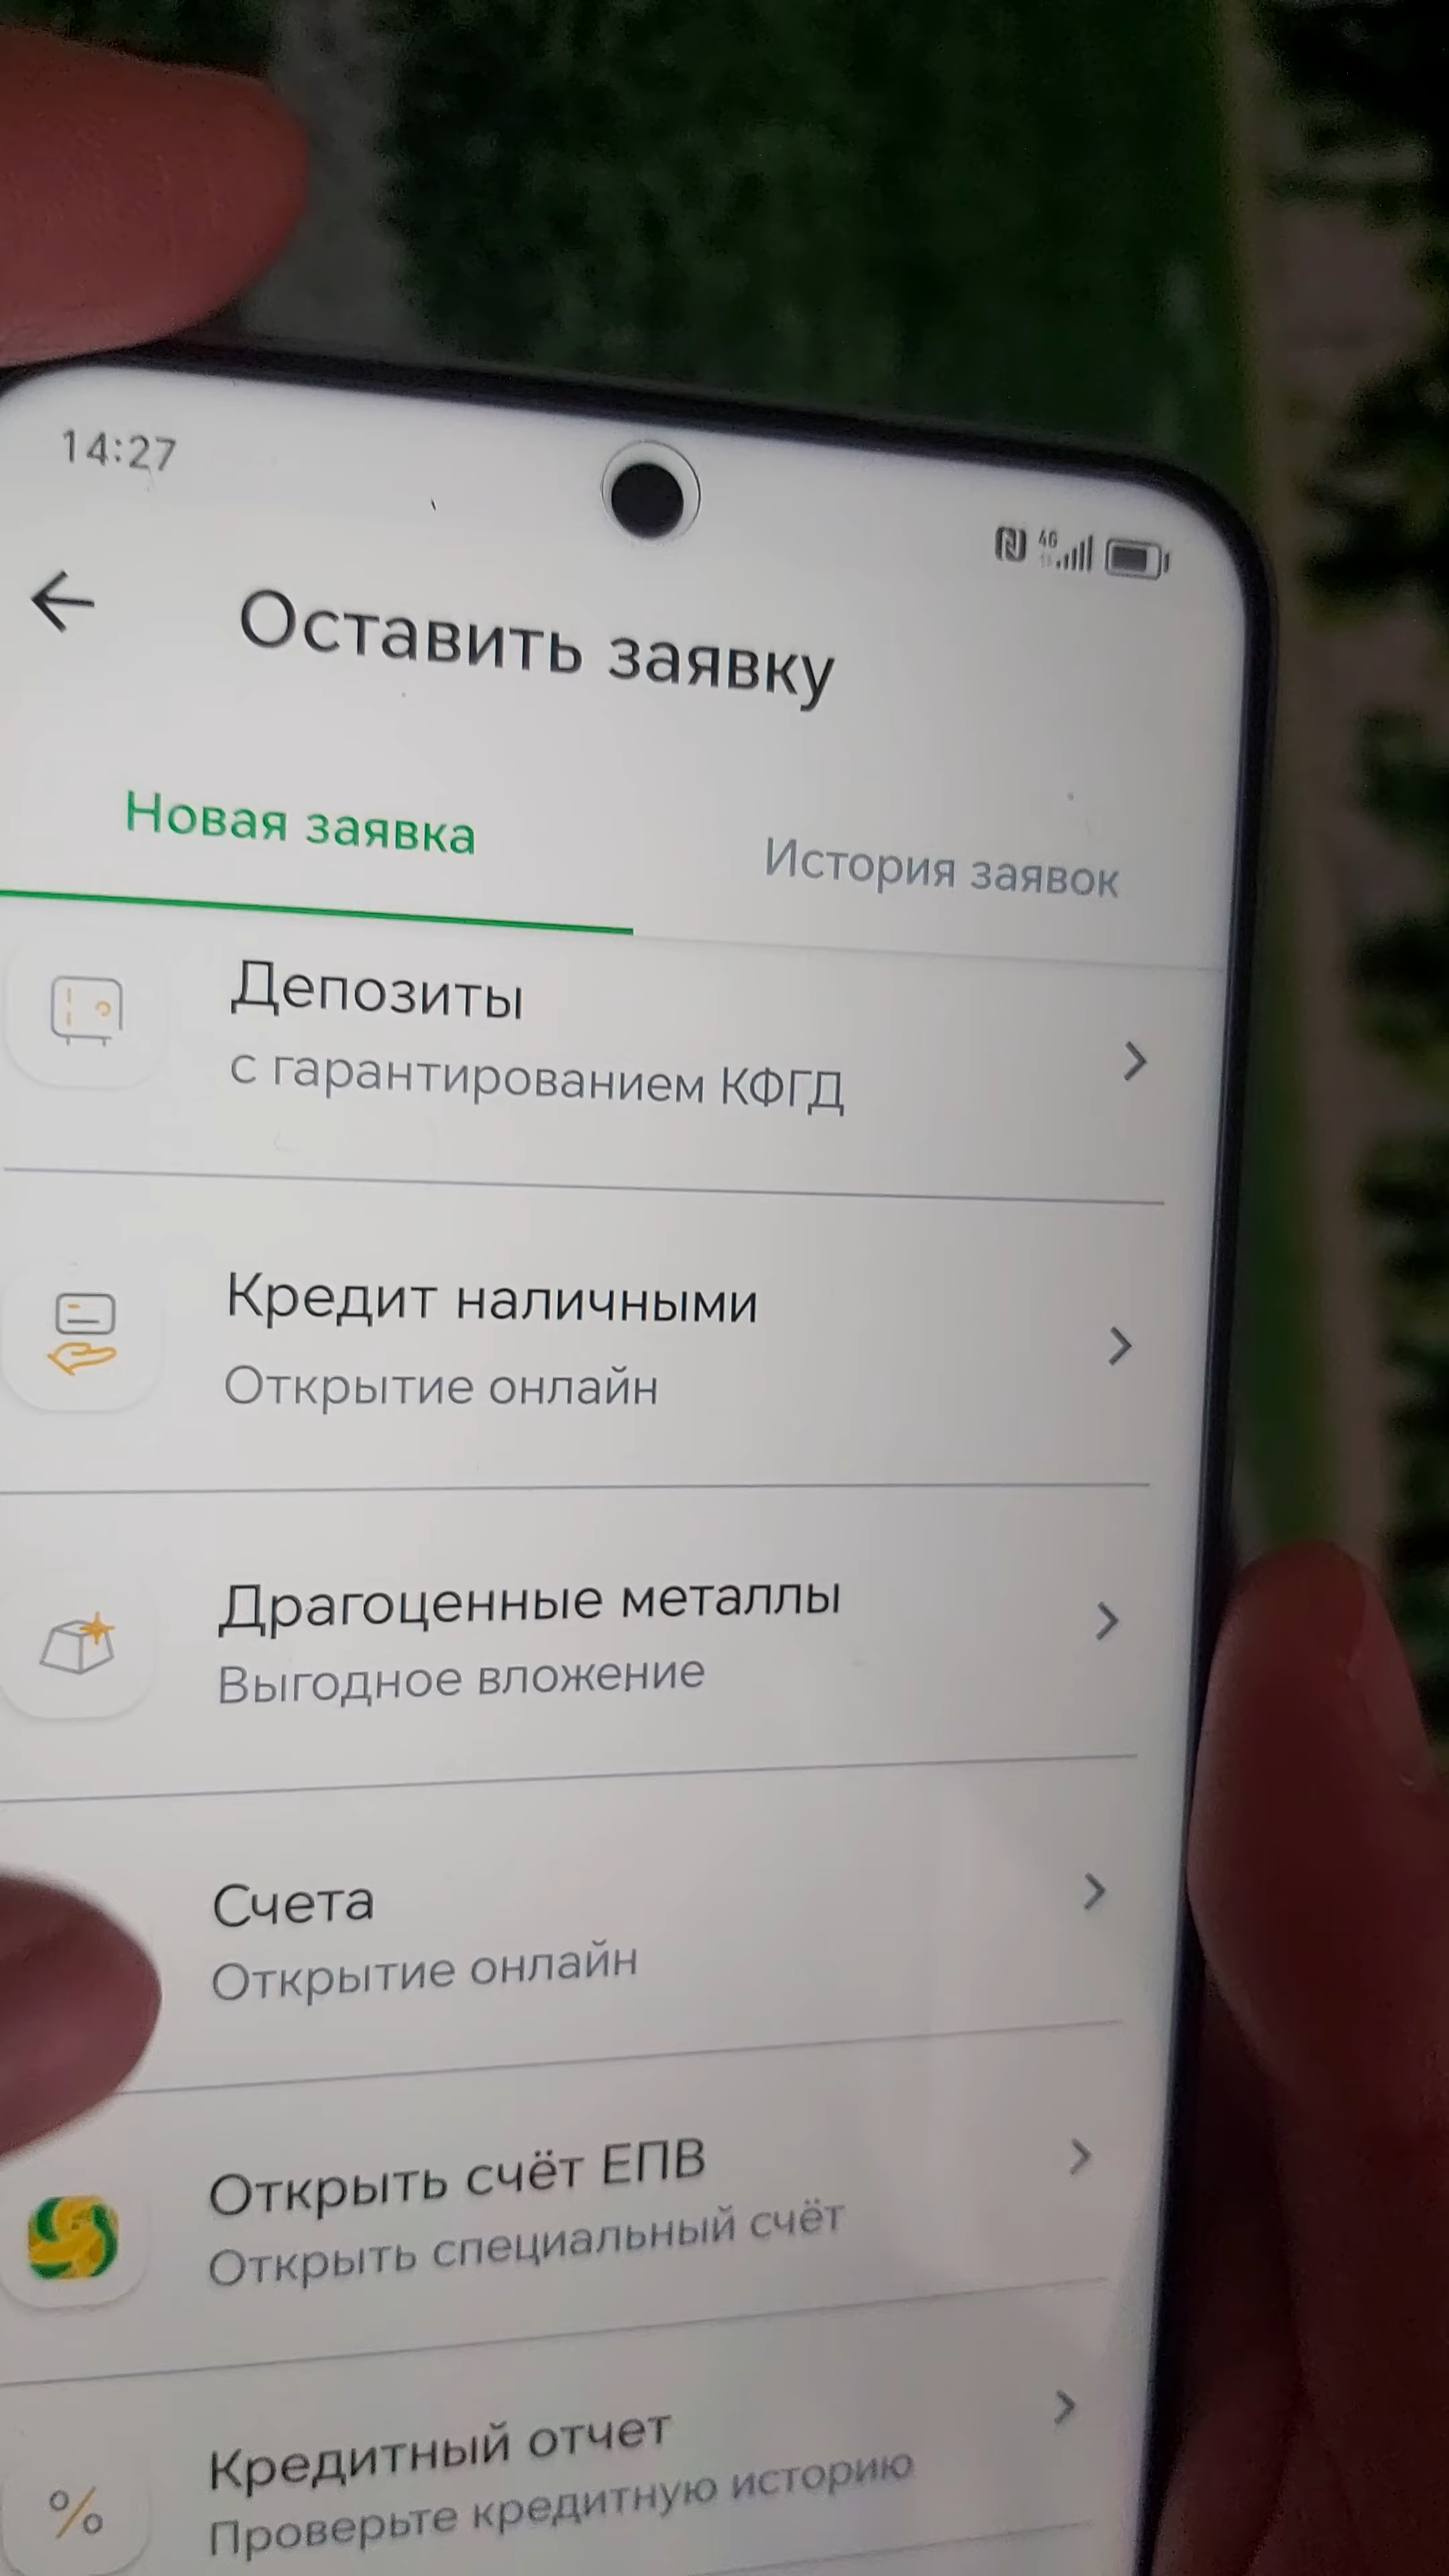 14:27
4G
Оставить заявку
Новая заявка
История заявок
Депозиты
с гарантированием КФГД
Кредит наличными
Открытие онлайн
Драгоценные металлы
Выгодное вложение
Счета
Открытие онлайн
Открыть счёт ЕПВ
Открыть специальный счёт
Кредитный отчет
Проверьте кредитную историю